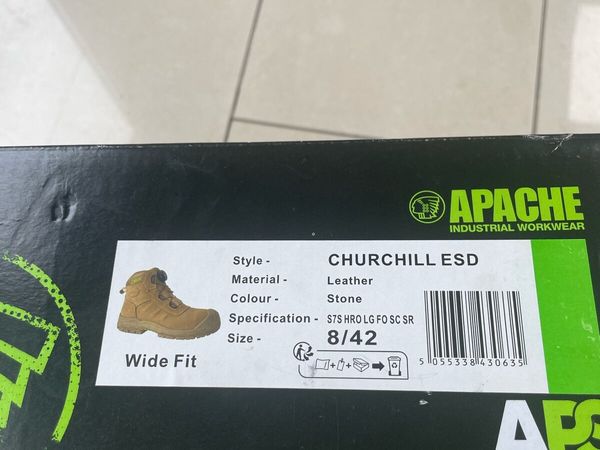 APACHE
INDUSTRIAL WORKWEAR
Style - CHURCHILL ESD
Material - Leather
Colour - Stone
Specification - S7S HRO LG FO SC SR
Size - 8/42
Wide Fit
5 055338 430635
APS